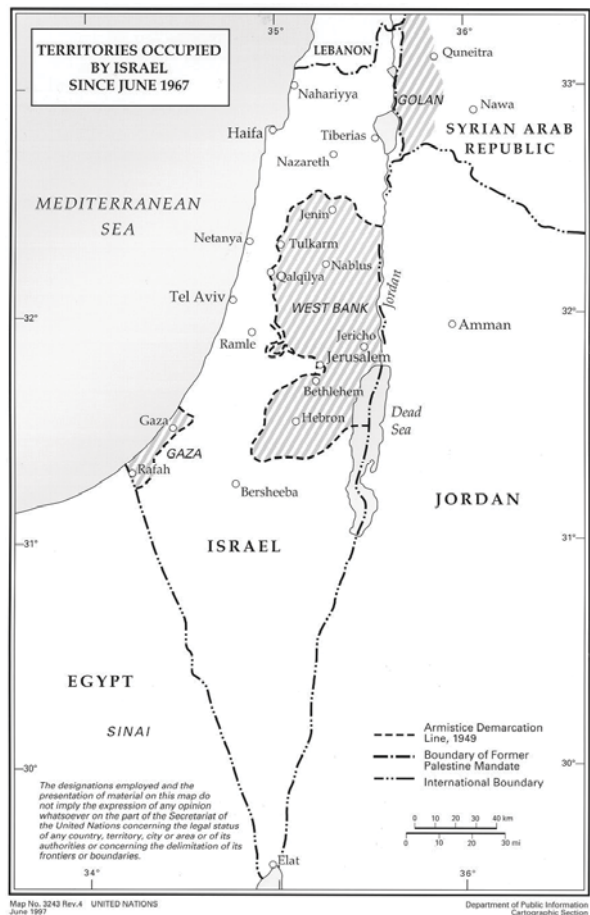 TERRITORIES OCCUPIED
BY ISRAEL
SINCE JUNE 1967
35°
36°
LEBANON
Quneitra
33°
Nahariyya
GOLAN
Nawa
Haifa
Tiberias
SYRIAN ARAB
REPUBLIC
Nazareth
MEDITERRANEAN
SEA
Jenin
Netanya
Tulkarm
Nablus
Qalqilya
Jordan
Tel Aviv
WEST BANK
32°
32°
Amman
Ramle
Jericho
Jerusalem
Bethlehem
Gaza
Hebron
Dead
Sea
GAZA
Rafah
Bersheeba
JORDAN
31°
31°
ISRAEL
EGYPT
SINAI
Armistice Demarcation
Line, 1949
Boundary of Former
Palestine Mandate
International Boundary
30°
30°
The designations employed and the
presentation of material on this map do
not imply the expression of any opinion
whatsoever on the part of the Secretariat of
the United Nations concerning the legal status
of any country, territory, city or area or of its
authorities or concerning the delimitation of its
frontiers or boundaries.
0 10 20 30 40 km
0 10 20 30 mi
Elat
34°
36°
Map No. 3243 Rev.4 UNITED NATIONS
June 1997
Department of Public Information
Cartographic Section